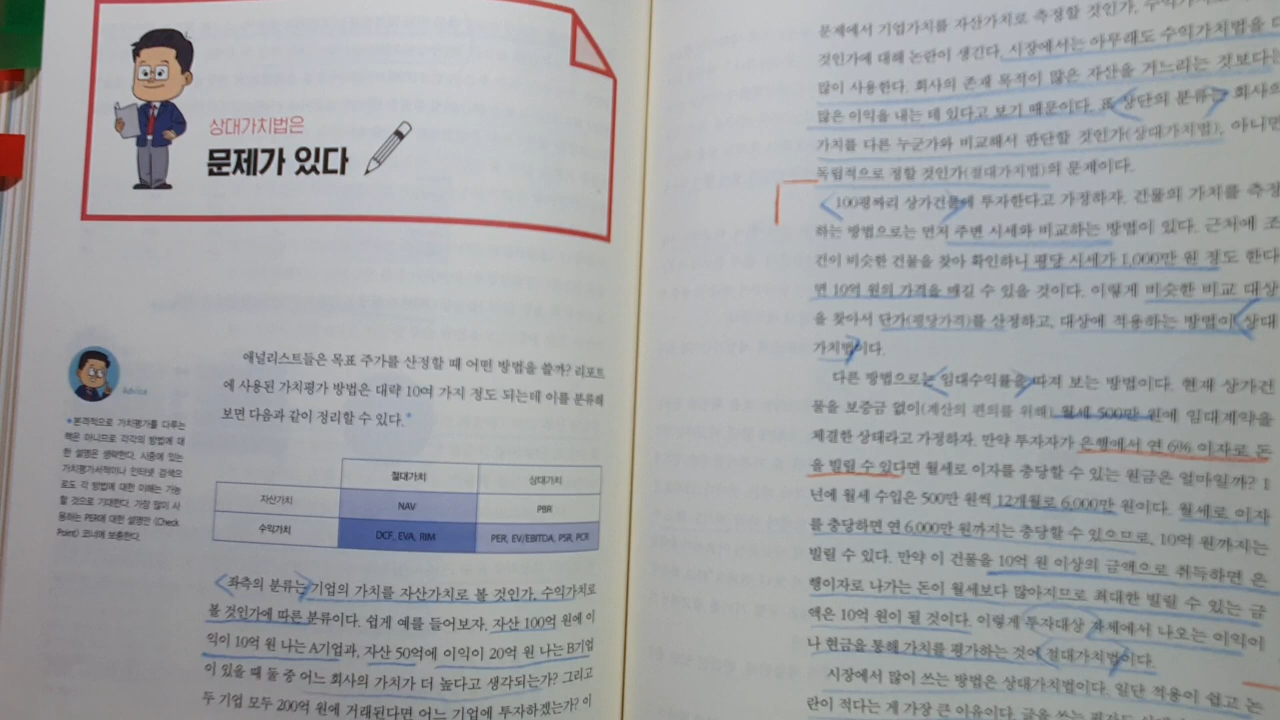 상대가치법은
문제가 있다
애널리스트들은 목표 주가를 산정할 때 어떤 방법을 쓸까? 리포트
에 사용된 가치평가 방법은 대략 10여 가지 정도 되는데 이를 분류해
보면 다음과 같이 정리할 수 있다.*
Advice
*본격적으로 가치평가를 다루는
책은 아니므로 각각의 방법에 대
한 설명은 생략한다. 시중에 있는
가치평가서적이나 인터넷 검색으
로도 각 방법에 대한 이해는 가능
할 것으로 기대한다. 가장 많이 사
용하는 PER에 대한 설명만 〈Check
Point〉 코너에 보충한다.
절대가치 상대가치
자산가치 NAV PBR
수익가치 DCF, EVA, RIM PER, EV/EBITDA, PSR, PCR
좌측의 분류는 기업의 가치를 자산가치로 볼 것인가, 수익가치로
볼 것인가에 따른 분류이다. 쉽게 예를 들어보자. 자산 100억 원에 이
익이 10억 원 나는 A기업과, 자산 50억에 이익이 20억 원 나는 B기업
이 있을 때 둘 중 어느 회사의 가치가 더 높다고 생각되는가? 그리고
두 기업 모두 200억 원에 거래된다면 어느 기업에 투자하겠는가? 이
문제에서 기업가치를 자산가치로 측정할 것인가,
것인가에 대해 논란이 생긴다. 시장에서는 아무래도 수익가치법을
많이 사용한다. 회사의 존재 목적이 많은 자산을 거느리는 것보다는
많은 이익을 내는 데 있다고 보기 때문이다. 표 상단의 분류는 회사의
가치를 다른 누군가와 비교해서 판단할 것인가(상대가치법), 아니면
독립적으로 정할 것인가(절대가치법)의 문제이다.
100평짜리 상가건물에 투자한다고 가정하자. 건물의 가치를 측정
하는 방법으로는 먼저 주변 시세와 비교하는 방법이 있다. 근처에 조
건이 비슷한 건물을 찾아 확인하니 평당 시세가 1,000만 원 정도 한다
면 10억 원의 가격을 매길 수 있을 것이다. 이렇게 비슷한 비교 대상
을 찾아서 단가(평당가격)를 산정하고, 대상에 적용하는 방법이 상대
가치법이다.
다른 방법으로는 임대수익률을 따져 보는 방법이다. 현재 상가건
물을 보증금 없이(계산의 편의를 위해) 월세 500만 원에 임대계약을
체결한 상태라고 가정하자. 만약 투자자가 은행에서 연 6% 이자로 돈
을 빌릴 수 있다면 월세로 이자를 충당할 수 있는 원금은 얼마일까? 1
년에 월세 수입은 500만 원씩 12개월로 6,000만 원이다. 월세로 이자
를 충당하면 연 6,000만 원까지는 충당할 수 있으므로, 10억 원까지는
빌릴 수 있다. 만약 이 건물을 10억 원 이상의 금액으로 취득하면 은
행이자로 나가는 돈이 월세보다 많아지므로 최대한 빌릴 수 있는 금
액은 10억 원이 될 것이다. 이렇게 투자대상 자체에서 나오는 이익이
나 현금을 통해 가치를 평가하는 것이 절대가치법이다.
시장에서 많이 쓰는 방법은 상대가치법이다. 일단 적용이 쉽고 논
란이 적다는 게 가장 큰 이유이다.